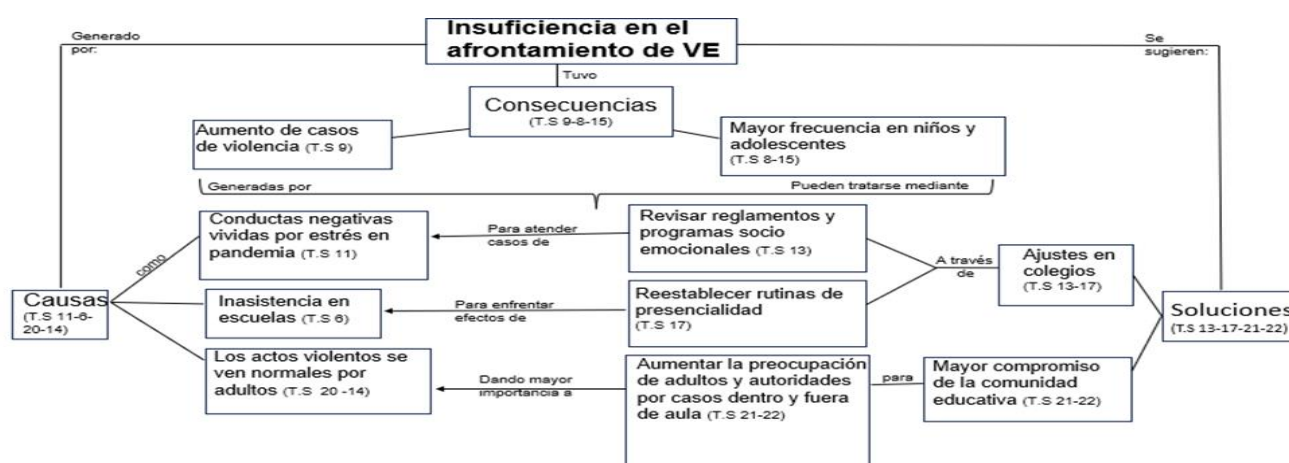 Insuficiencia en el
afrontamiento de VE
Generado
por:
Se
sugieren:
Tuvo
Consecuencias
(T.S 9-8-15)
Aumento de casos
de violencia (T.S 9)
Mayor frecuencia en niños y
adolescentes
(T.S 8-15)
Generadas por
Pueden tratarse mediante
Conductas negativas
vividas por estrés en
pandemia (T.S 11)
Para atender
casos de
Revisar reglamentos y
programas socio
emocionales (T.S 13)
como
A través
de
Ajustes en
colegios
(T.S 13-17)
Causas
(T.S 11-6-
20-14)
Inasistencia en
escuelas (T.S 6)
Para enfrentar
efectos de
Reestablecer rutinas de
presencialidad
(T.S 17)
Soluciones
(T.S 13-17-21-22)
Los actos violentos se
ven normales por
adultos (T.S 20 -14)
Dando mayor
importancia a
Aumentar la preocupación
de adultos y autoridades
por casos dentro y fuera
de aula (T.S 21-22)
para
Mayor compromiso
de la comunidad
educativa (T.S 21-22)